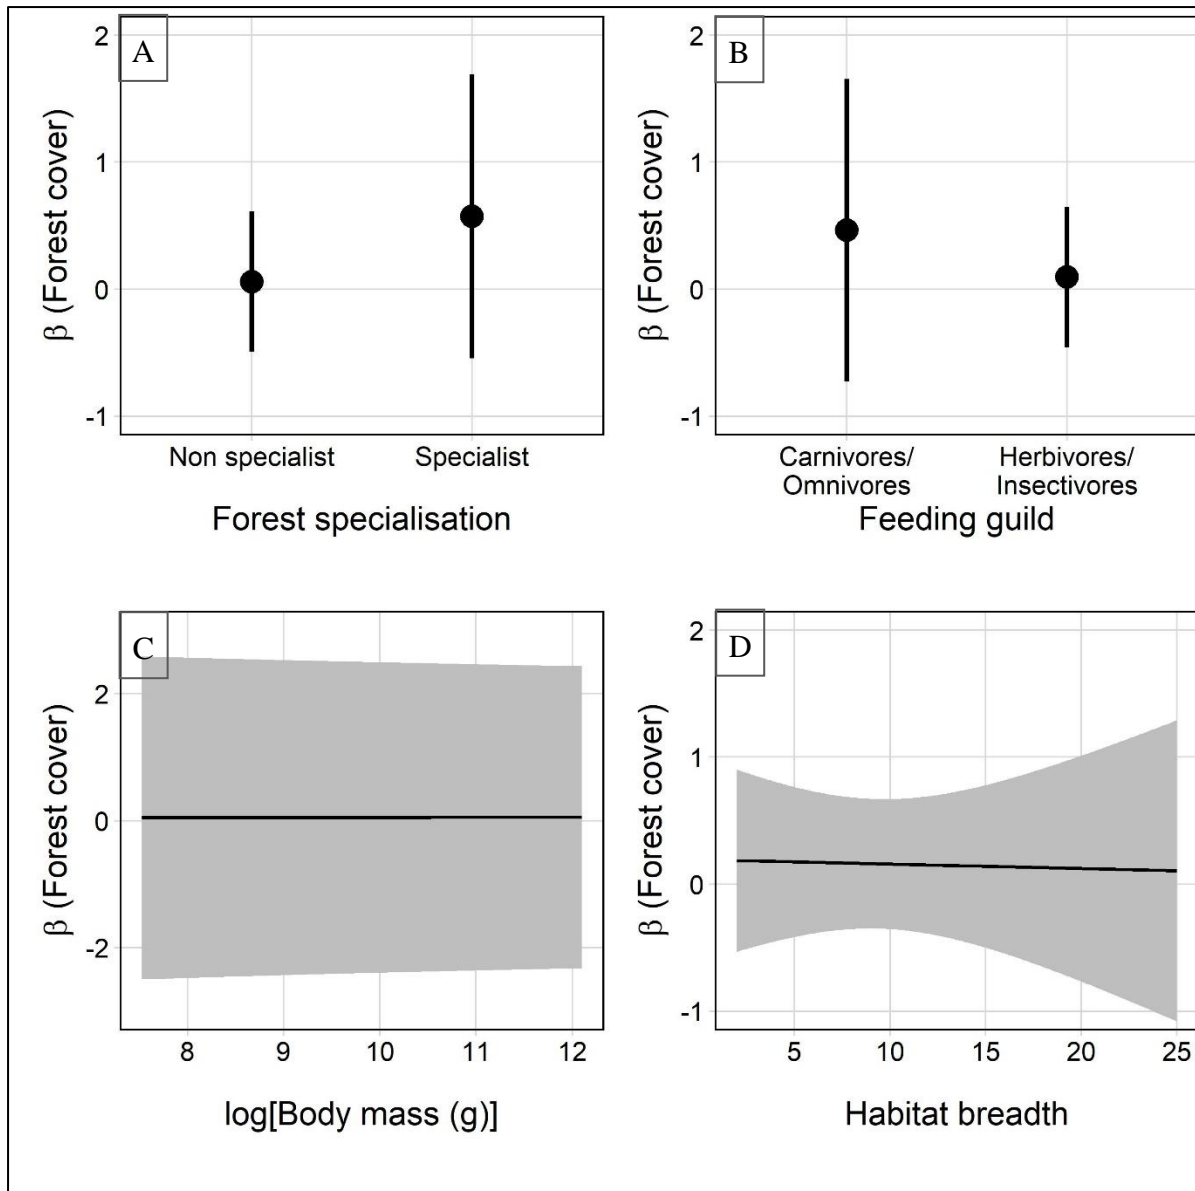 A
2
1
0
-1
β (Forest cover)
Non specialist
Specialist
Forest specialisation
B
2
1
0
-1
β (Forest cover)
Carnivores/
Omnivores
Herbivores/
Insectivores
Feeding guild
C
2
0
-2
β (Forest cover)
8 9 10 11 12
log[Body mass (g)]
D
2
1
0
-1
β (Forest cover)
5 10 15 20 25
Habitat breadth